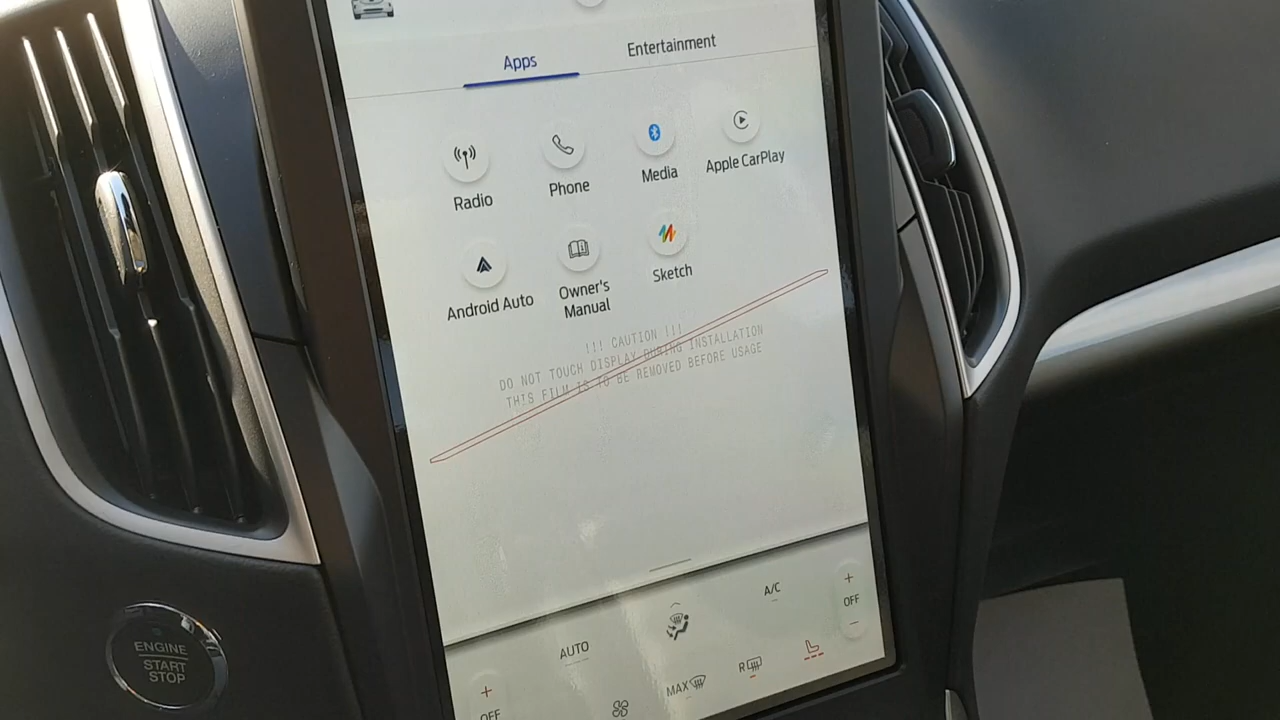 Apps
Entertainment
Radio
Phone
Media
Apple CarPlay
Android Auto
Owner's
Manual
Sketch
!!! CAUTION !!!
DO NOT TOUCH DISPLAY DURING INSTALLATION
THIS FILM IS TO BE REMOVED BEFORE USAGE
A/C
+
OFF
-
AUTO
MAX
R
+
OFF
ENGINE
START
STOP